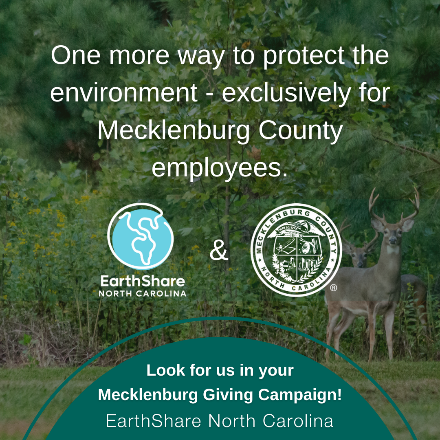 One more way to protect the
environment - exclusively for
Mecklenburg County
employees.
EarthShare
NORTH CAROLINA
&
MECKLENBURG COUNTY
NORTH CAROLINA
®
Look for us in your
Mecklenburg Giving Campaign!
EarthShare North Carolina